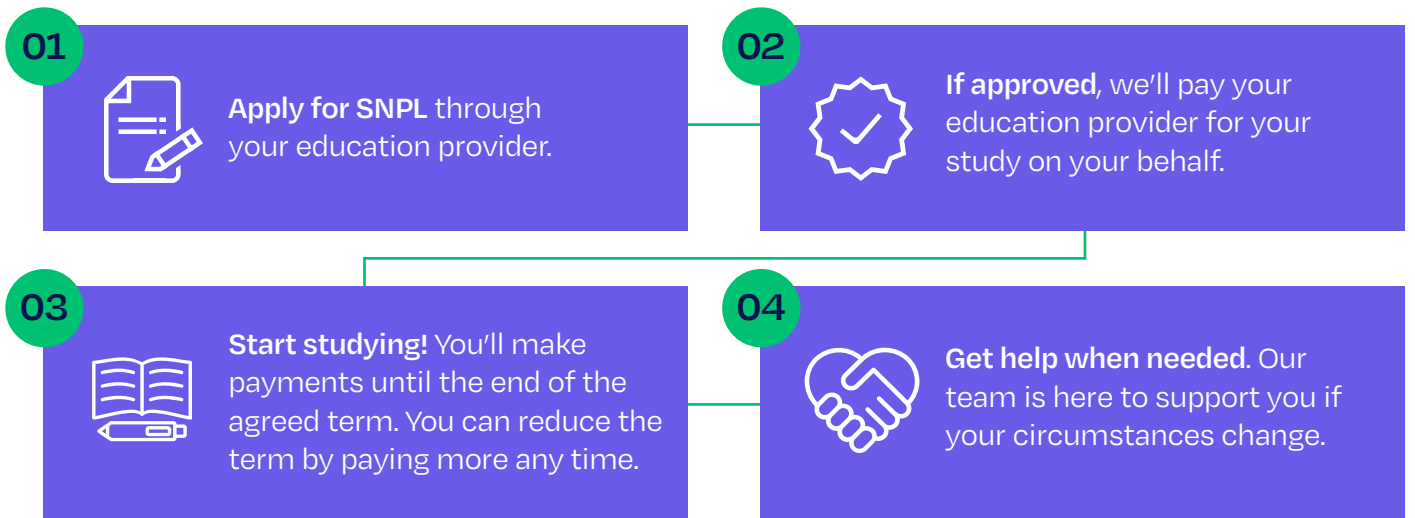 01
Apply for SNPL through
your education provider.
02
If approved, we’ll pay your
education provider for your
study on your behalf.
03
Start studying! You’ll make
payments until the end of the
agreed term. You can reduce the
term by paying more any time.
04
Get help when needed. Our
team is here to support you if
your circumstances change.